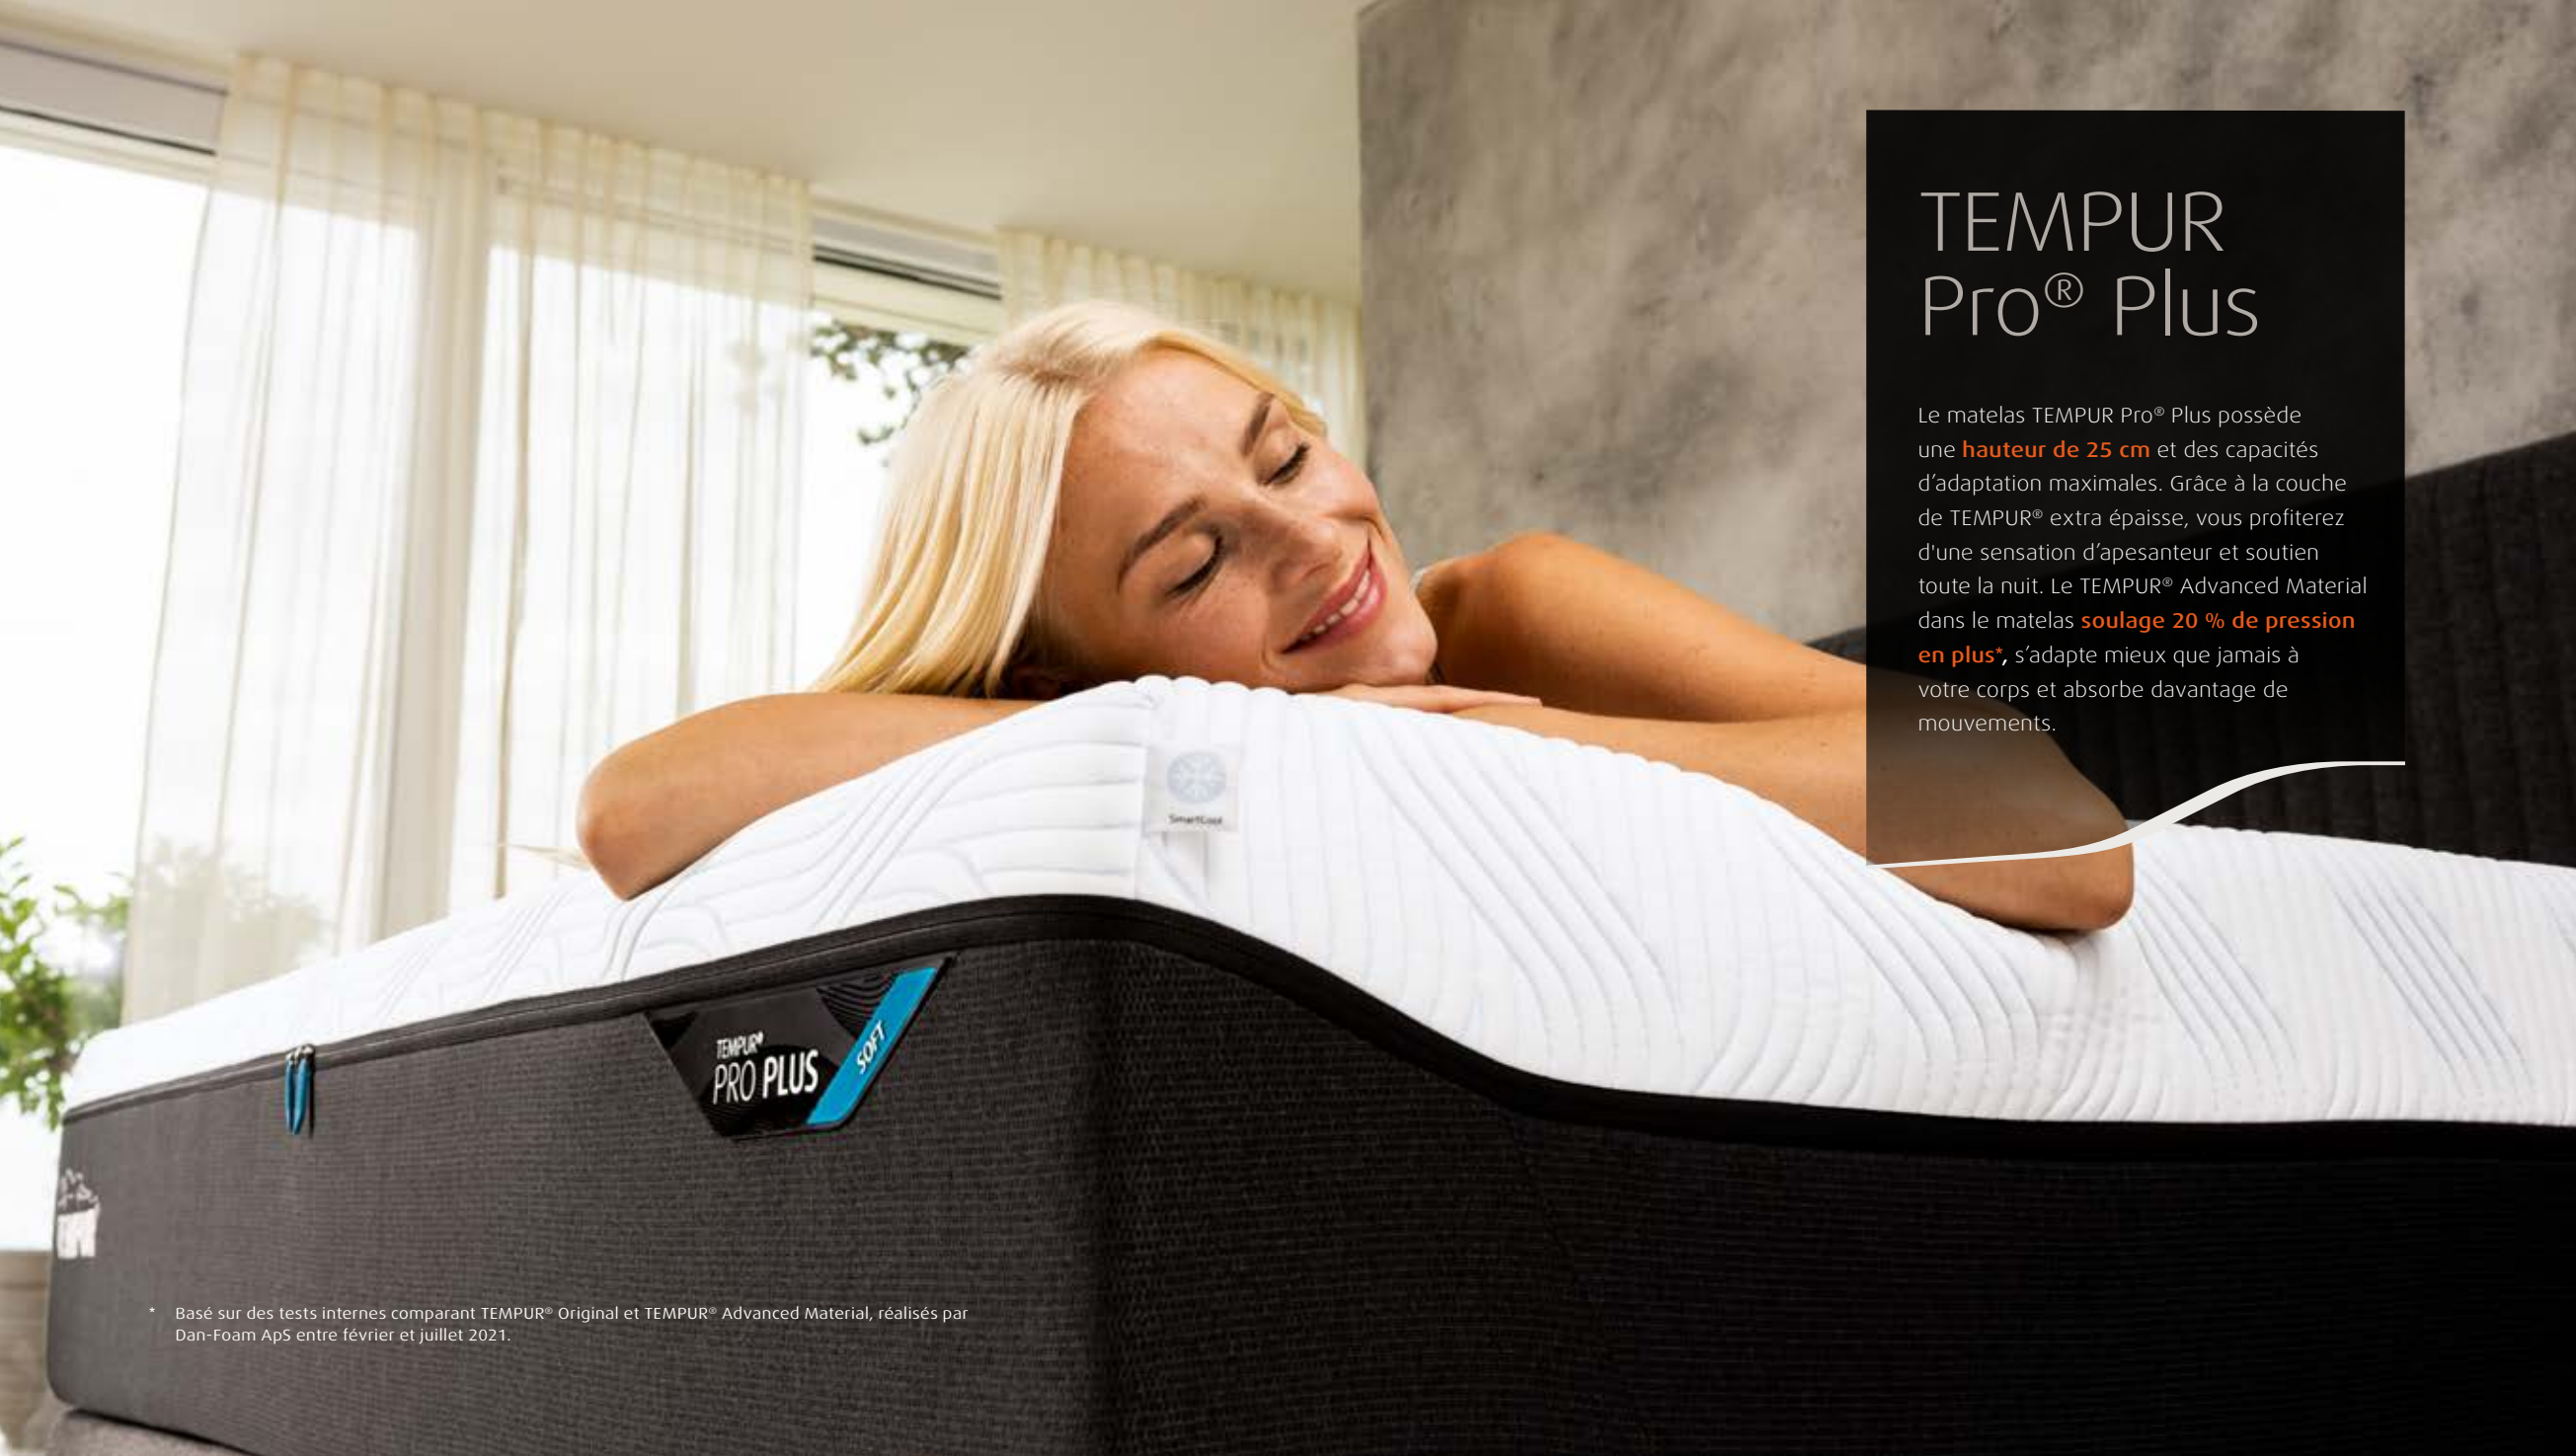 TEMPUR
Pro® Plus
Le matelas TEMPUR Pro® Plus possède
une hauteur de 25 cm et des capacités
d’adaptation maximales. Grâce à la couche
de TEMPUR® extra épaisse, vous profiterez
d'une sensation d’apesanteur et soutien
toute la nuit. Le TEMPUR® Advanced Material
dans le matelas soulage 20 % de pression
en plus*, s’adapte mieux que jamais à
votre corps et absorbe davantage de
mouvements.
SmartCool
TEMPUR®
PRO PLUS
SOFT
* Basé sur des tests internes comparant TEMPUR® Original et TEMPUR® Advanced Material, réalisés par
Dan-Foam ApS entre février et juillet 2021.